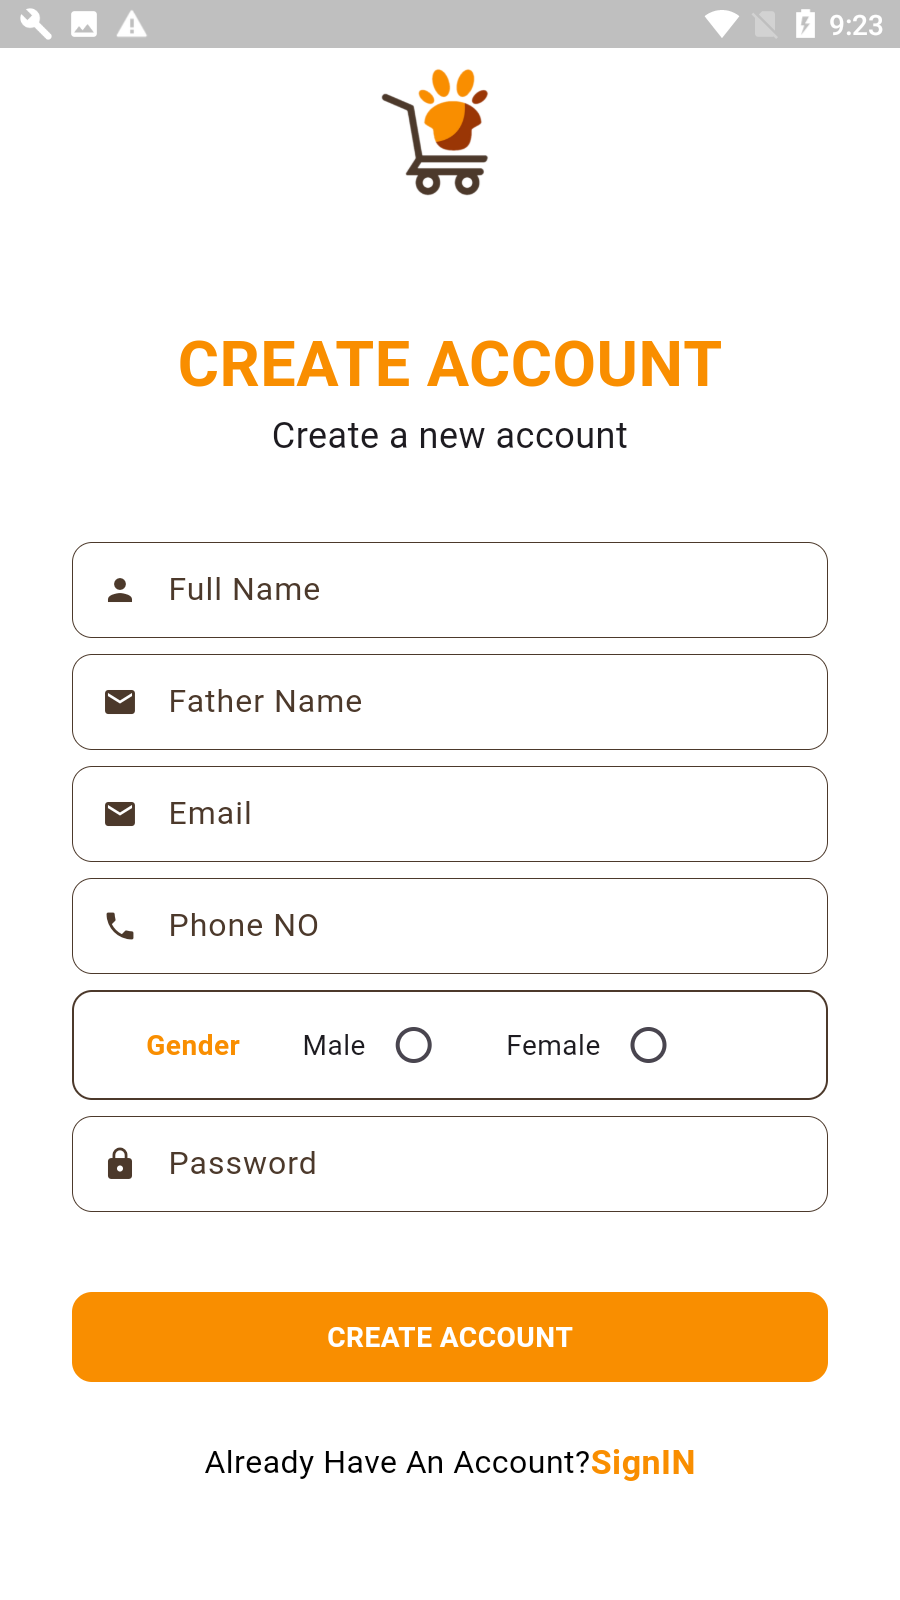 9:23
CREATE ACCOUNT
Create a new account
Full Name
Father Name
Email
Phone NO
Gender Male Female
Password
CREATE ACCOUNT
Already Have An Account?SignIN